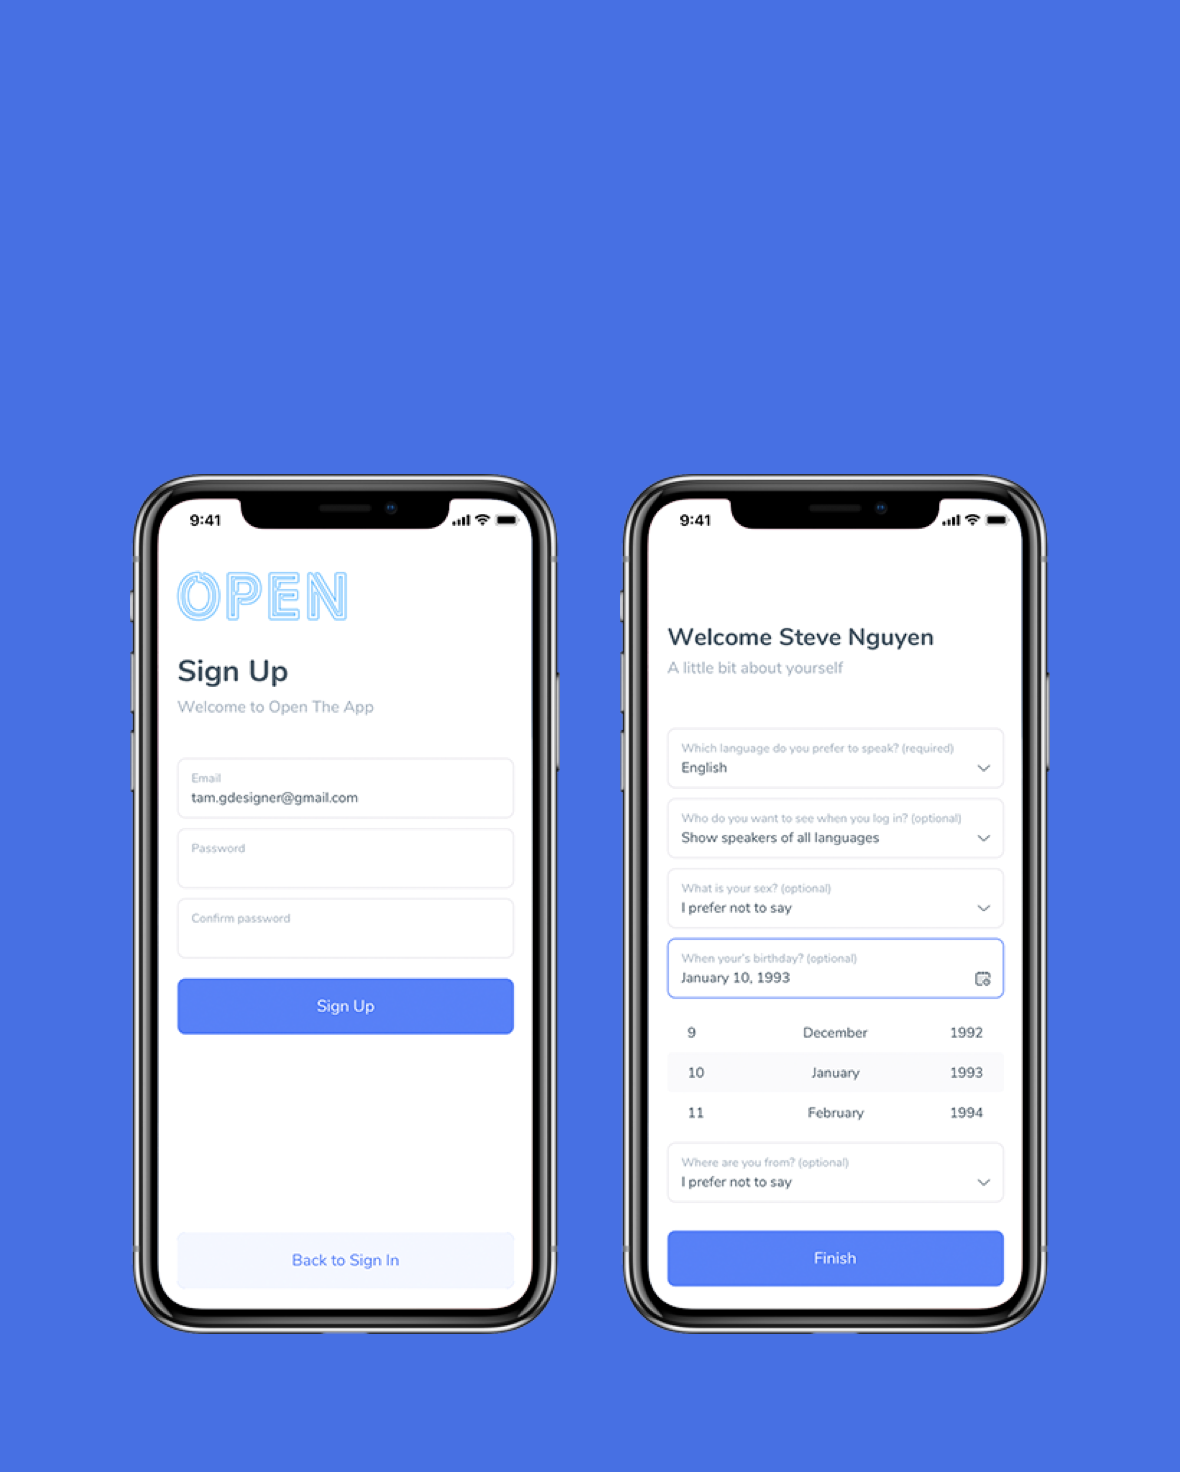 9:41
OPEN
Sign Up
Welcome to Open The App
Email
tam.gdesigner@gmail.com
Password
Confirm password
Sign Up
Back to Sign In
9:41
Welcome Steve Nguyen
A little bit about yourself
Which language do you prefer to speak? (required)
English
Who do you want to see when you log in? (optional)
Show speakers of all languages
What is your sex? (optional)
I prefer not to say
When your's birthday? (optional)
January 10, 1993
9 December 1992
10 January 1993
11 February 1994
Where are you from? (optional)
I prefer not to say
Finish